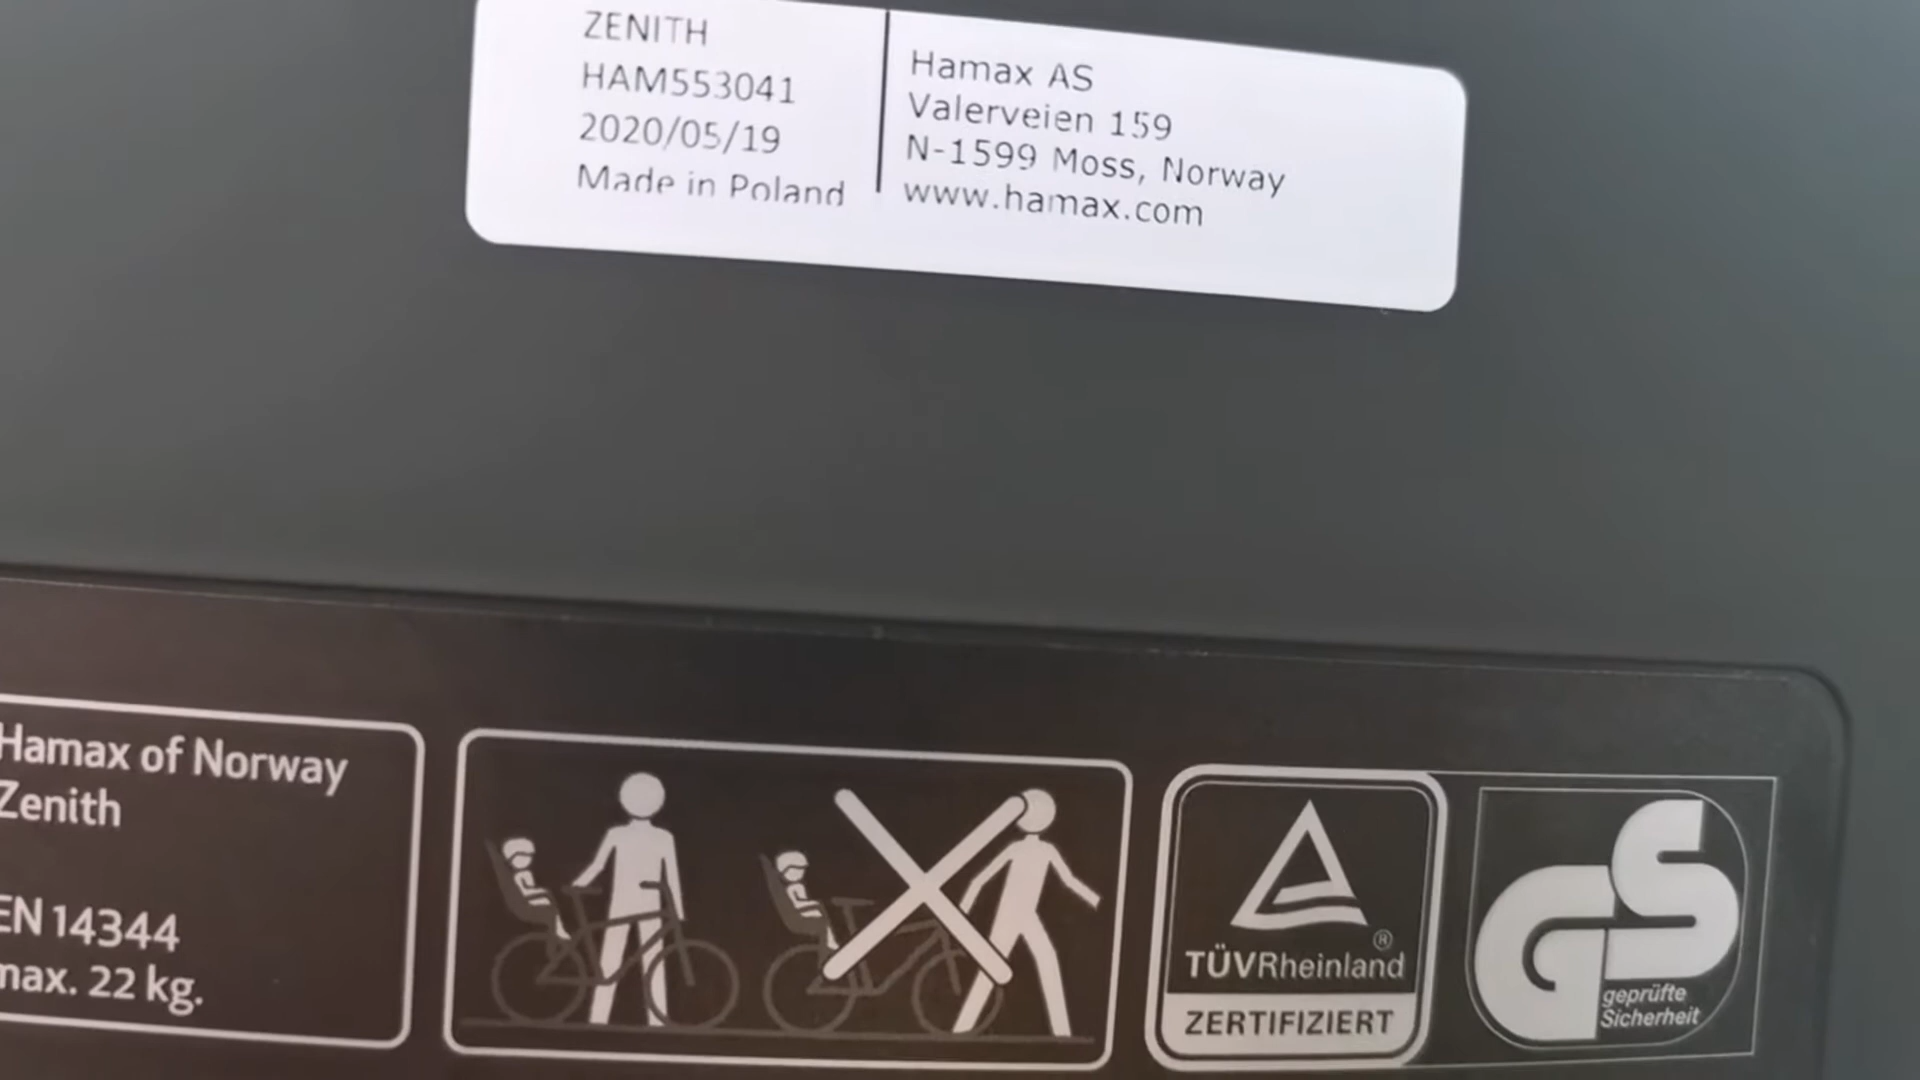 ZENITH
HAM553041
2020/05/19
Made in Poland
Hamax AS
Valerveien 159
N-1599 Moss, Norway
www.hamax.com
Hamax of Norway
Zenith
EN 14344
max. 22 kg.
TÜVRheinland®
ZERTIFIZIERT
GS
geprüfte
Sicherheit